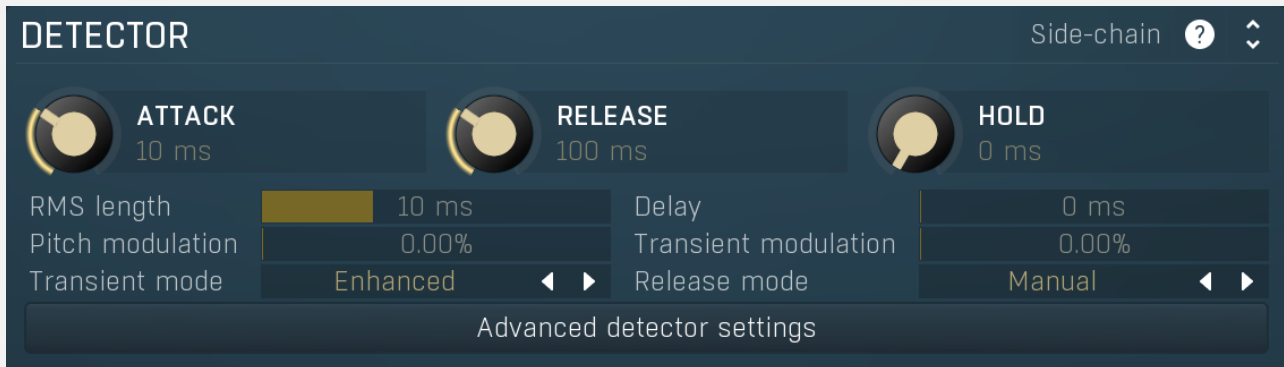 DETECTOR Side-chain ?
ATTACK RELEASE HOLD
10 ms 100 ms 0 ms
RMS length 10 ms Delay 0 ms
Pitch modulation 0.00% Transient modulation 0.00%
Transient mode Enhanced Release mode Manual
Advanced detector settings